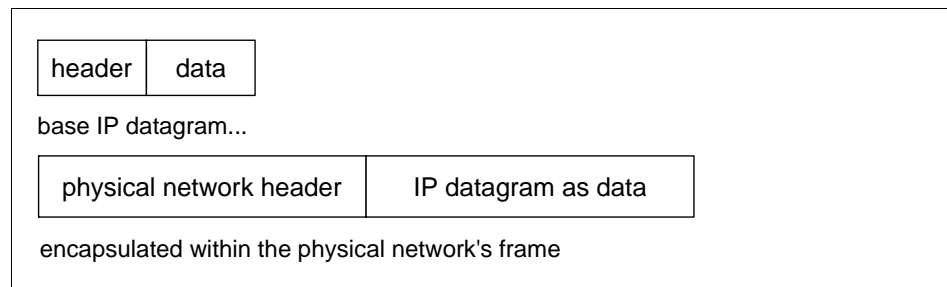 header data
base IP datagram...
physical network header IP datagram as data
encapsulated within the physical network's frame